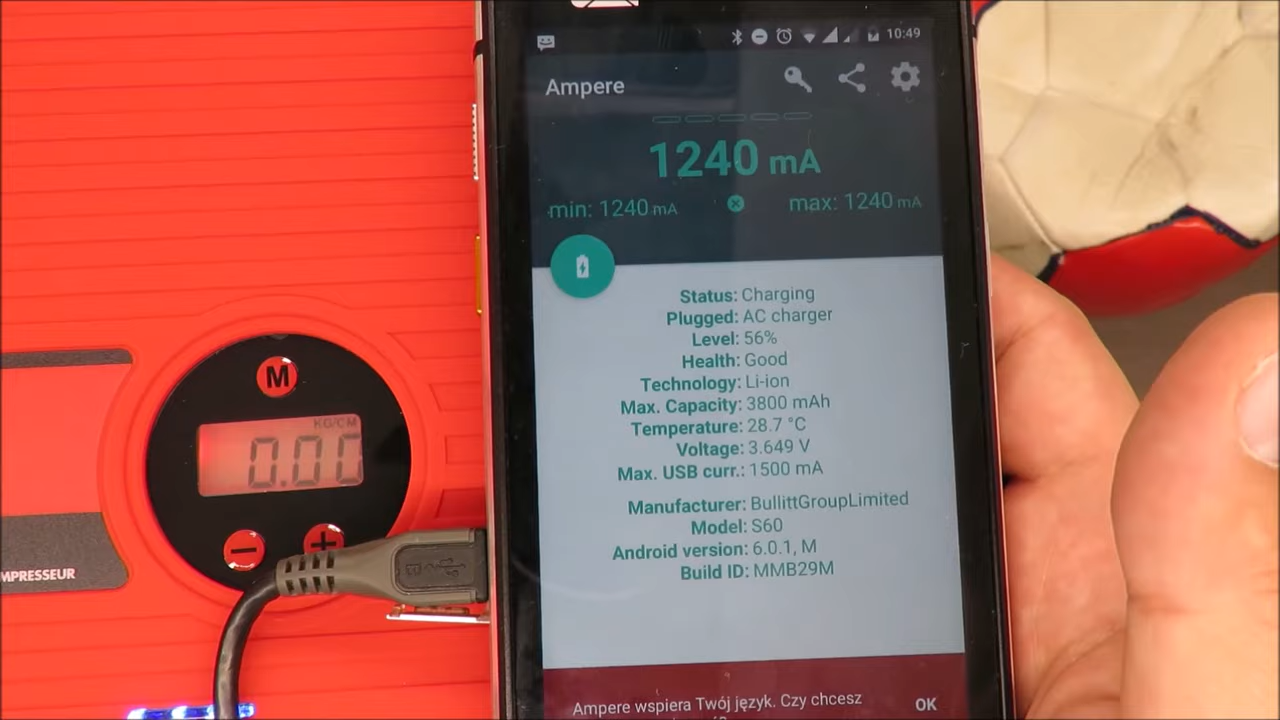 10:49
Ampere
1240 mA
min: 1240 mA
max: 1240 mA
Status: Charging
Plugged: AC charger
Level: 56%
Health: Good
Technology: Li-ion
Max. Capacity: 3800 mAh
Temperature: 28.7 °C
Voltage: 3.649 V
Max. USB curr.: 1500 mA
Manufacturer: BullittGroupLimited
Model: S60
Android version: 6.0.1, M
Build ID: MMB29M
Ampere wspiera Twój język. Czy chcesz
OK
M
KG/CM
0.00
− +
MPRESSEUR